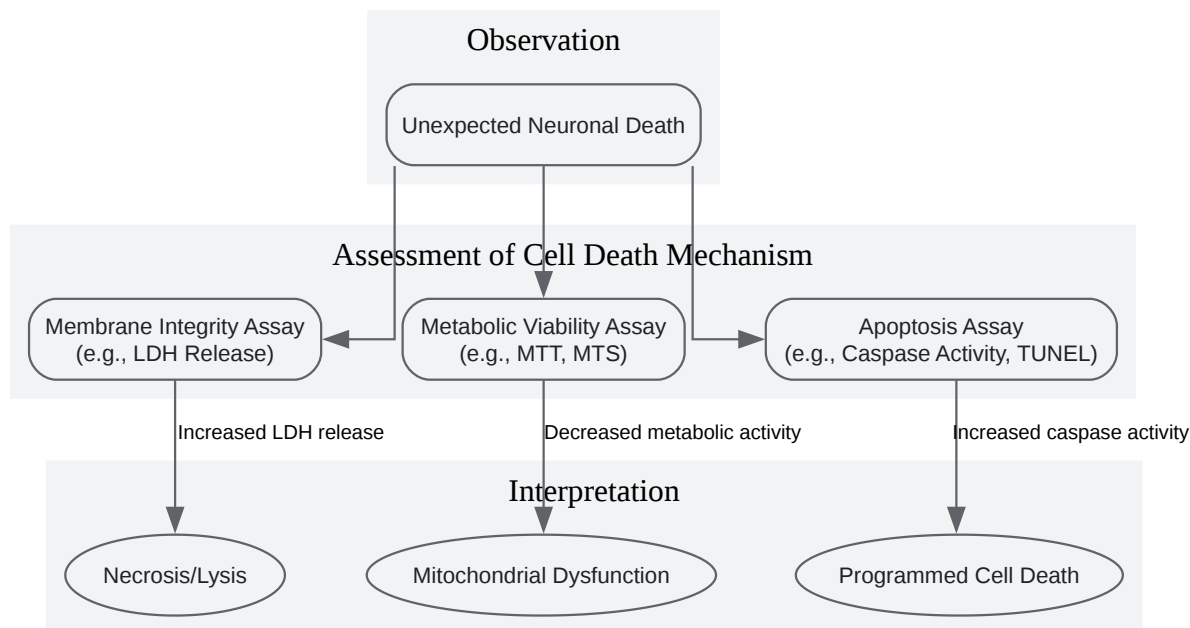 Observation
Unexpected Neuronal Death
Assessment of Cell Death Mechanism
Membrane Integrity Assay
(e.g., LDH Release)
Metabolic Viability Assay
(e.g., MTT, MTS)
Apoptosis Assay
(e.g., Caspase Activity, TUNEL)
Increased LDH release
Decreased metabolic activity
Increased caspase activity
Interpretation
Necrosis/Lysis
Mitochondrial Dysfunction
Programmed Cell Death